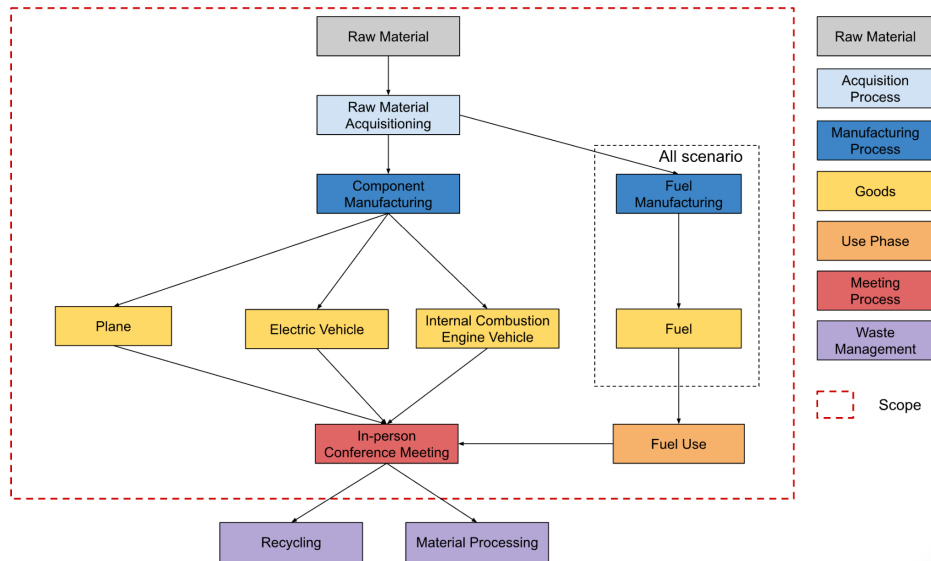 Raw Material
Raw Material
Acquisitioning
All scenario
Component
Manufacturing
Fuel
Manufacturing
Plane
Electric Vehicle
Internal Combustion
Engine Vehicle
Fuel
In-person
Conference Meeting
Fuel Use
Recycling
Material Processing
Raw Material
Acquisition
Process
Manufacturing
Process
Goods
Use Phase
Meeting
Process
Waste
Management
Scope